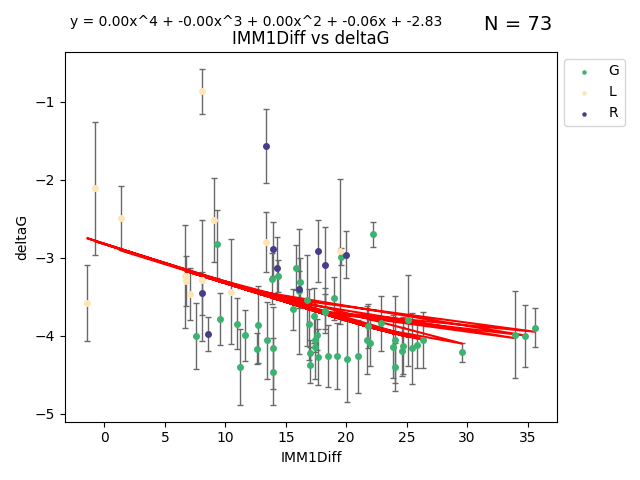 y = 0.00x^4 + -0.00x^3 + 0.00x^2 + -0.06x + -2.83
N = 73
IMM1Diff vs deltaG
G
L
R
deltaG
−1
−2
−3
−4
−5
0 5 10 15 20 25 30 35
IMM1Diff